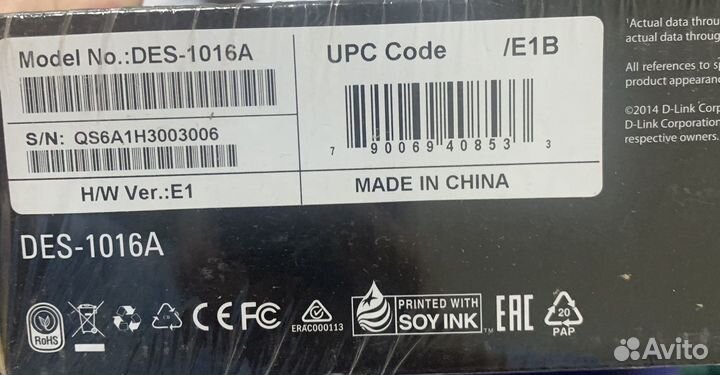 Model No.:DES-1016A
S/N: QS6A1H3003006
H/W Ver.:E1
UPC Code /E1B
7 90069 40853 3
MADE IN CHINA
¹Actual data
actual data throug
All references to
product appearan
©2014 D-Link
D-Link Corporation
respective owners.
DES-1016A
RoHS
CE FC
ERAC000113
PRINTED WITH
SOY INK
EAC
20
PAP
Avito